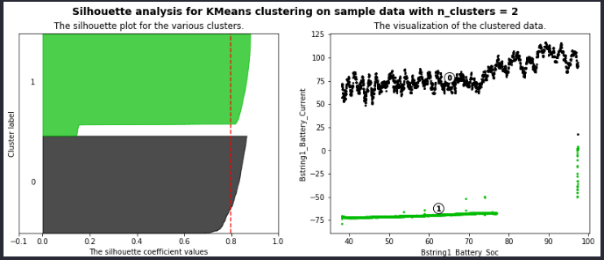 Silhouette analysis for KMeans clustering on sample data with n_clusters = 2
The silhouette plot for the various clusters.
Cluster label
1
0
-0.1 0.0 0.2 0.4 0.6 0.8 1.0
The silhouette coefficient values
The visualization of the clustered data.
Bstring1_Battery_Current
125
100
75
50
25
0
-25
-50
-75
0
1
40 50 60 70 80 90 100
Bstring1_Battery_Soc